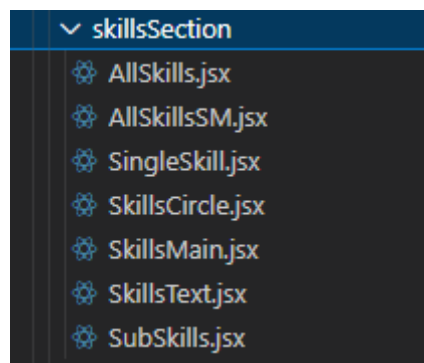 skillsSection
AllSkills.jsx
AllSkillsSM.jsx
SingleSkill.jsx
SkillsCircle.jsx
SkillsMain.jsx
SkillsText.jsx
SubSkills.jsx